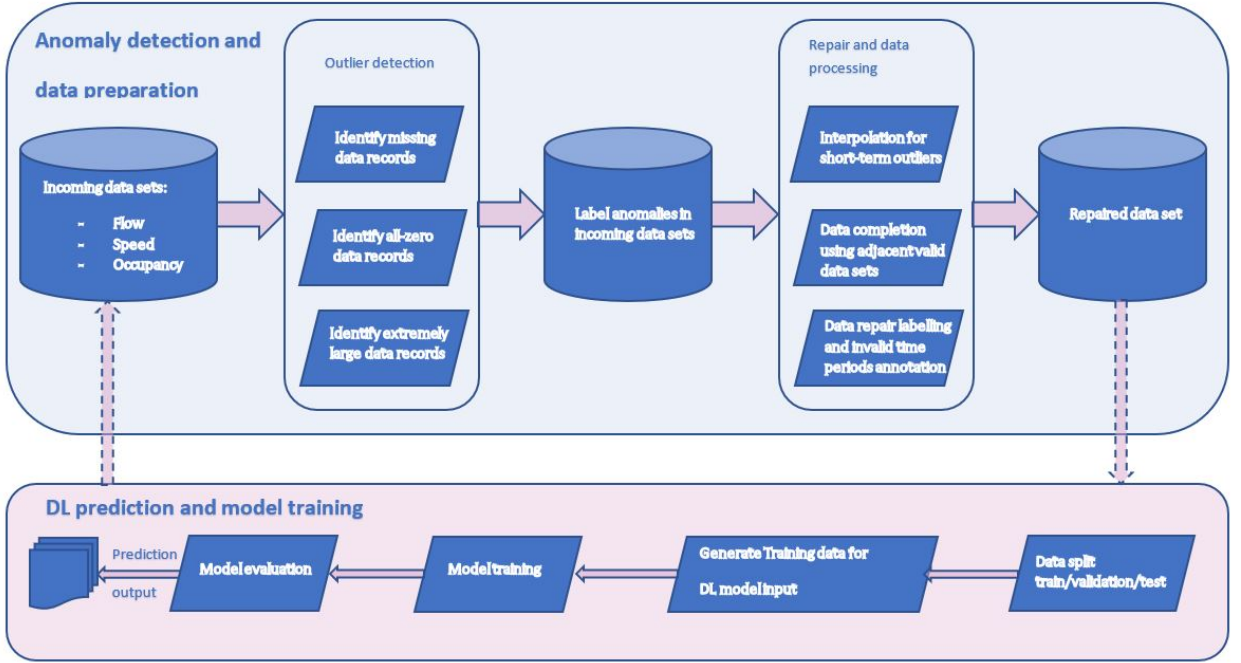 Anomaly detection and
data preparation
Incoming data sets:
- Flow
- Speed
- Occupancy
Outlier detection
Identify missing
data records
Identify all-zero
data records
Identify extremely
large data records
Label anomalies in
incoming data sets
Repair and data
processing
Interpolation for
short-term outliers
Data completion
using adjacent valid
data sets
Data repair labelling
and invalid time
periods annotation
Repaired data set
DL prediction and model training
Prediction
output
Model evaluation
Model training
Generate Training data for
DL model input
Data split
train/validation/test